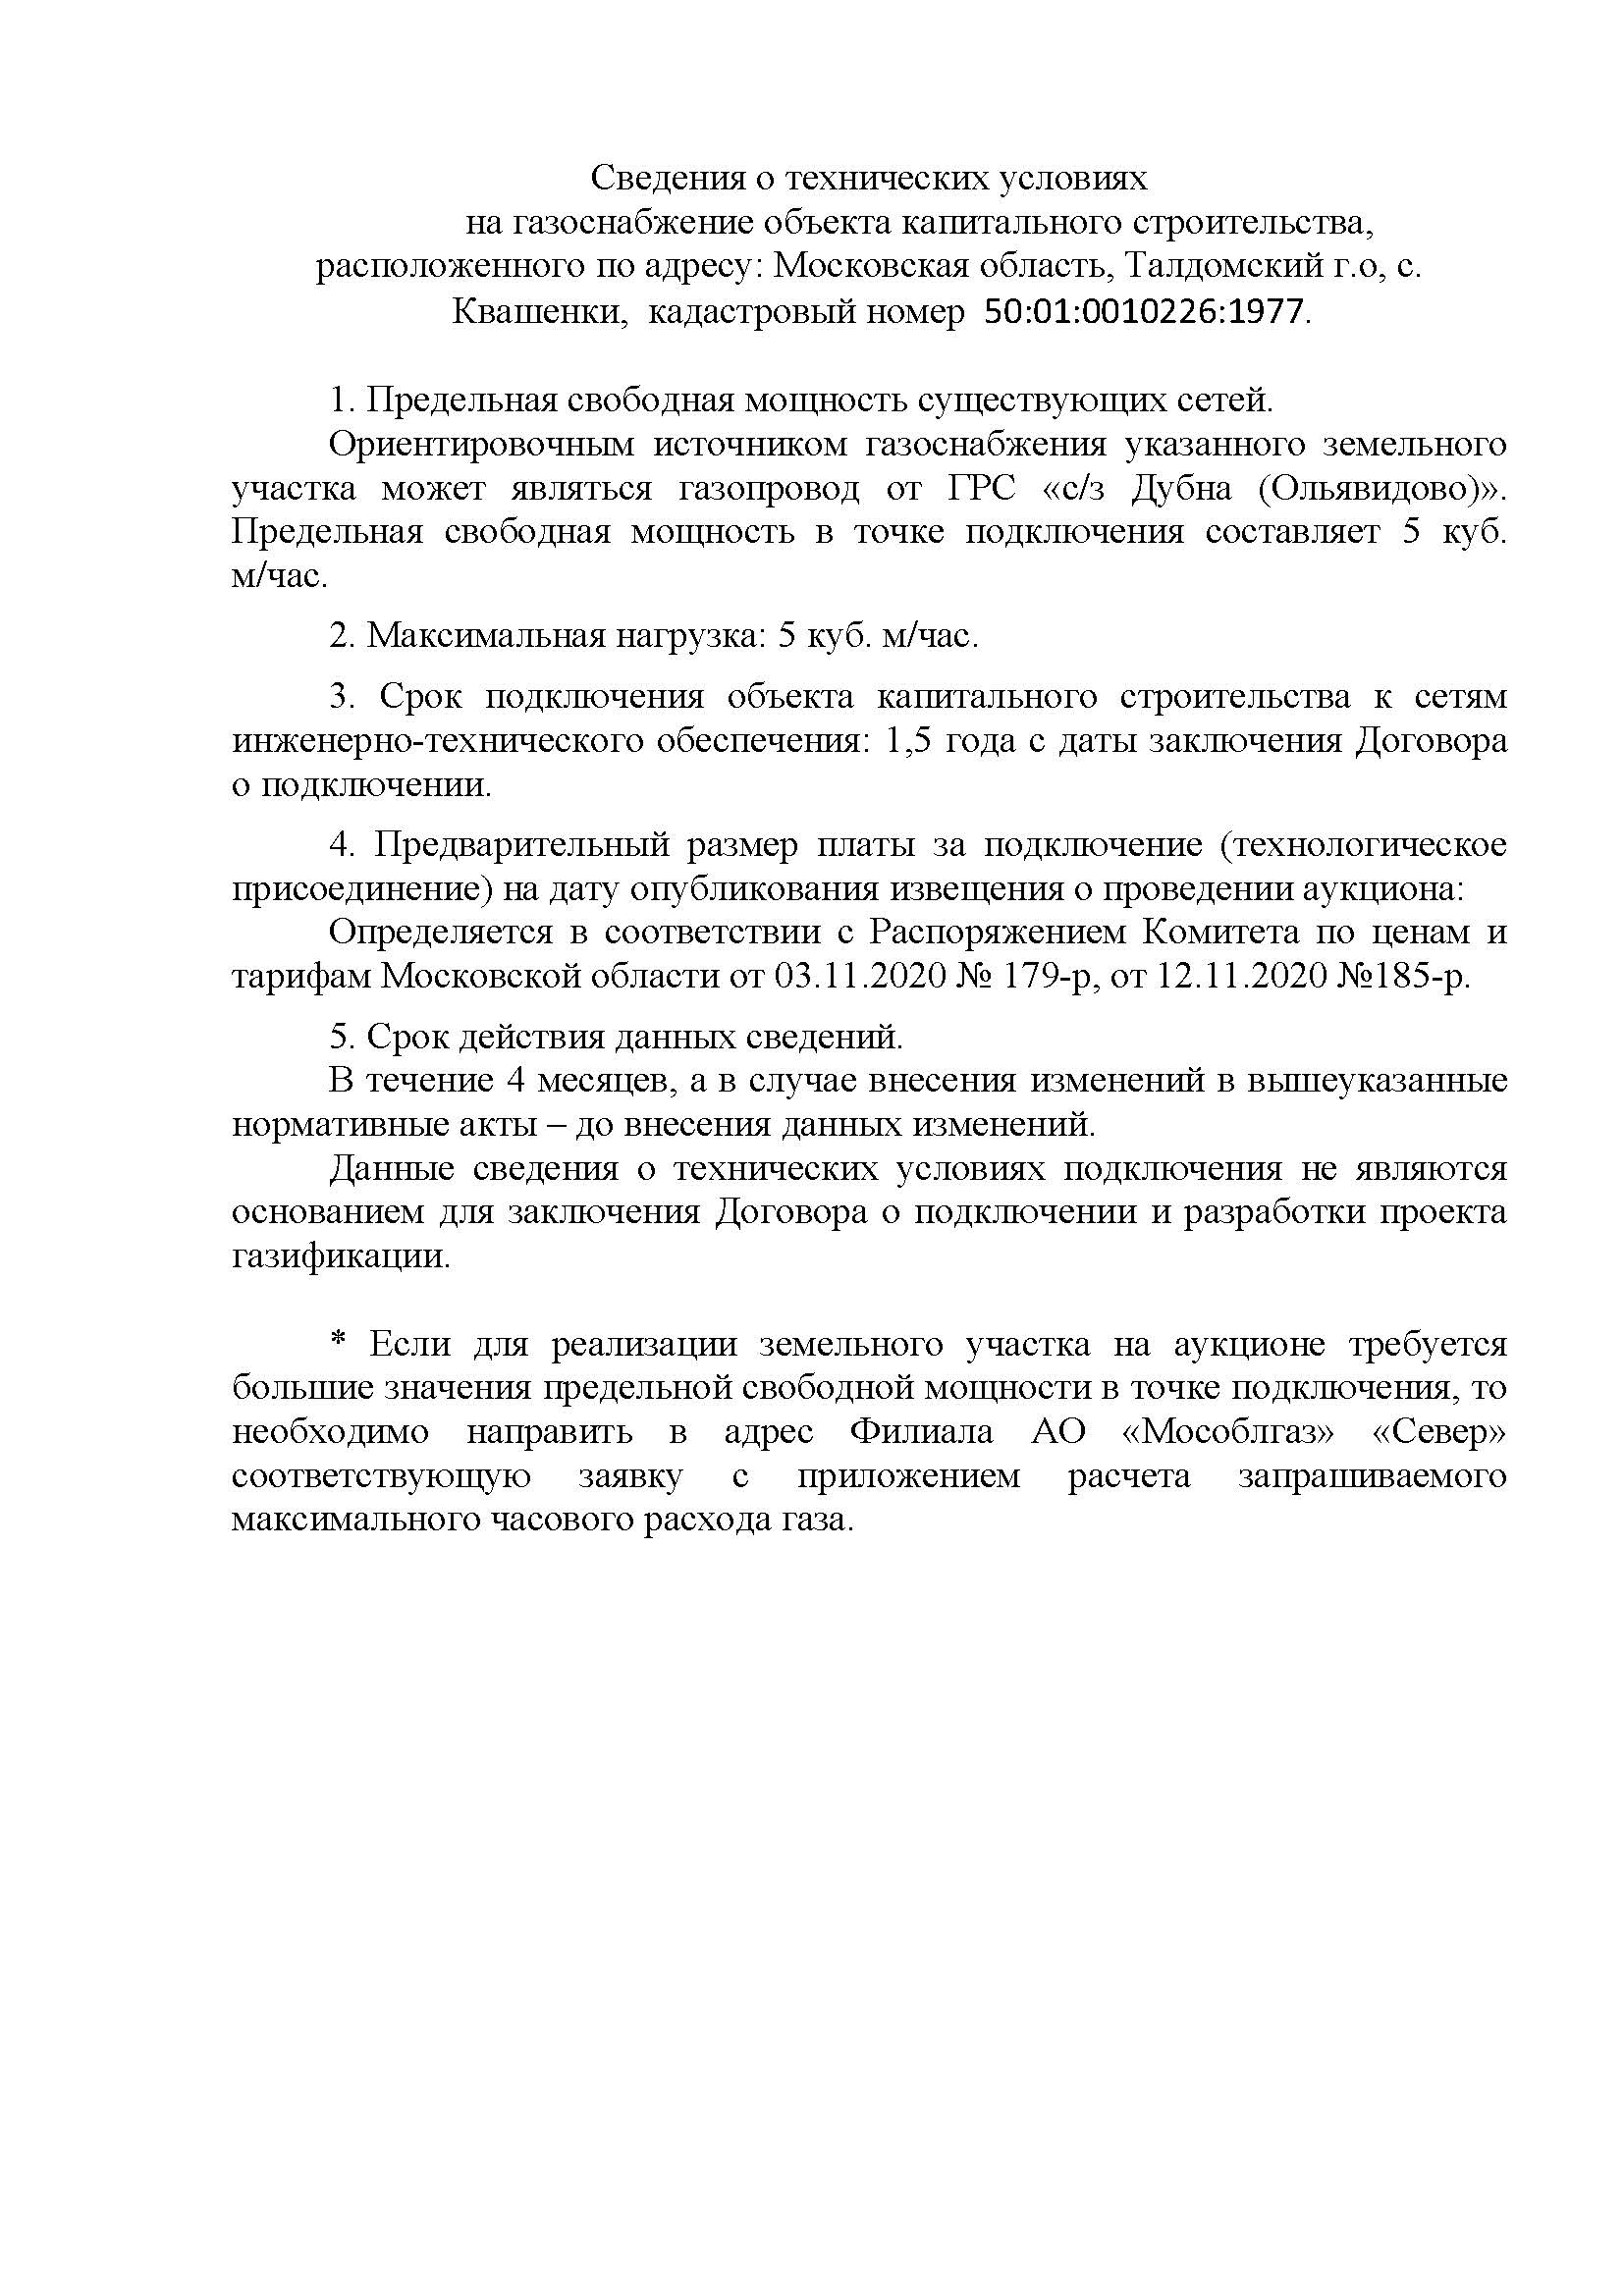 Сведения о технических условиях
на газоснабжение объекта капитального строительства,
расположенного по адресу: Московская область, Талдомский г.о, с.
Квашенки, кадастровый номер 50:01:0010226:1977.
1. Предельная свободная мощность существующих сетей.
Ориентировочным источником газоснабжения указанного земельного
участка может являться газопровод от ГРС «с/з Дубна (Ольявидово)».
Предельная свободная мощность в точке подключения составляет 5 куб.
м/час.
2. Максимальная нагрузка: 5 куб. м/час.
3. Срок подключения объекта капитального строительства к сетям
инженерно-технического обеспечения: 1,5 года с даты заключения Договора
о подключении.
4. Предварительный размер платы за подключение (технологическое
присоединение) на дату опубликования извещения о проведении аукциона:
Определяется в соответствии с Распоряжением Комитета по ценам и
тарифам Московской области от 03.11.2020 № 179-р, от 12.11.2020 №185-р.
5. Срок действия данных сведений.
В течение 4 месяцев, а в случае внесения изменений в вышеуказанные
нормативные акты – до внесения данных изменений.
Данные сведения о технических условиях подключения не являются
основанием для заключения Договора о подключении и разработки проекта
газификации.
* Если для реализации земельного участка на аукционе требуется
большие значения предельной свободной мощности в точке подключения, то
необходимо направить в адрес Филиала АО «Мособлгаз» «Север»
соответствующую заявку с приложением расчета запрашиваемого
максимального часового расхода газа.